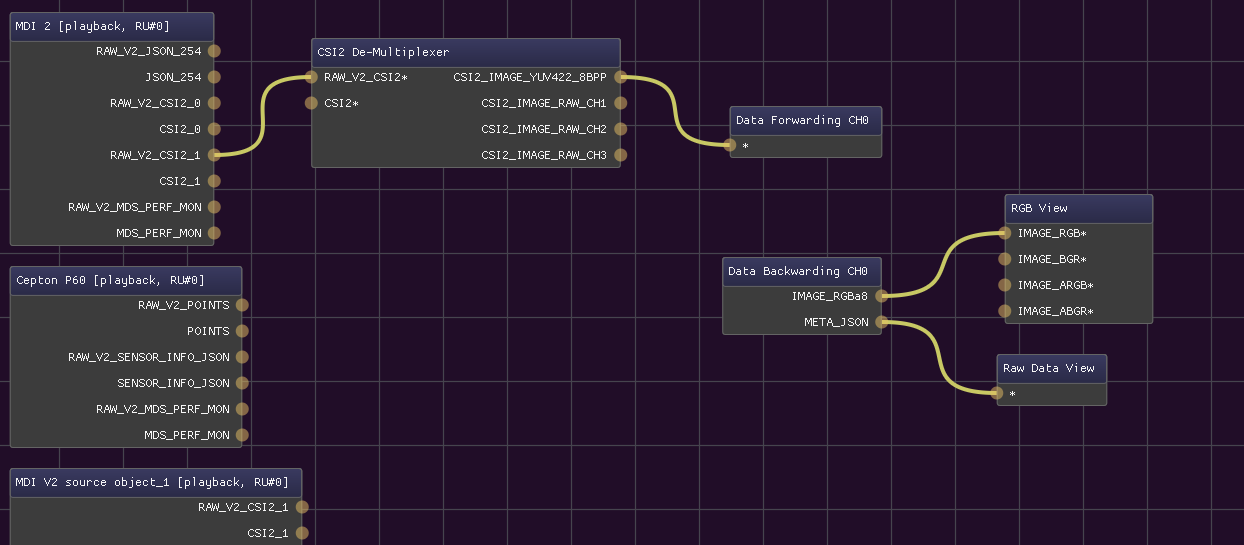 MDI 2 [playback, RU#0]
RAW_V2_JSON_254
JSON_254
RAW_V2_CSI2_0
CSI2_0
RAW_V2_CSI2_1
CSI2_1
RAW_V2_MDS_PERF_MON
MDS_PERF_MON
CSI2 De-Multiplexer
RAW_V2_CSI2* CSI2_IMAGE_YUV422_8BPP
CSI2* CSI2_IMAGE_RAW_CH1
CSI2_IMAGE_RAW_CH2
CSI2_IMAGE_RAW_CH3
Data Forwarding CH0
*
RGB View
IMAGE_RGB*
IMAGE_BGR*
IMAGE_ARGB*
IMAGE_ABGR*
Data Backwarding CH0
IMAGE_RGBa8
META_JSON
Raw Data View
*
Cepton P60 [playback, RU#0]
RAW_V2_POINTS
POINTS
RAW_V2_SENSOR_INFO_JSON
SENSOR_INFO_JSON
RAW_V2_MDS_PERF_MON
MDS_PERF_MON
MDI V2 source object_1 [playback, RU#0]
RAW_V2_CSI2_1
CSI2_1